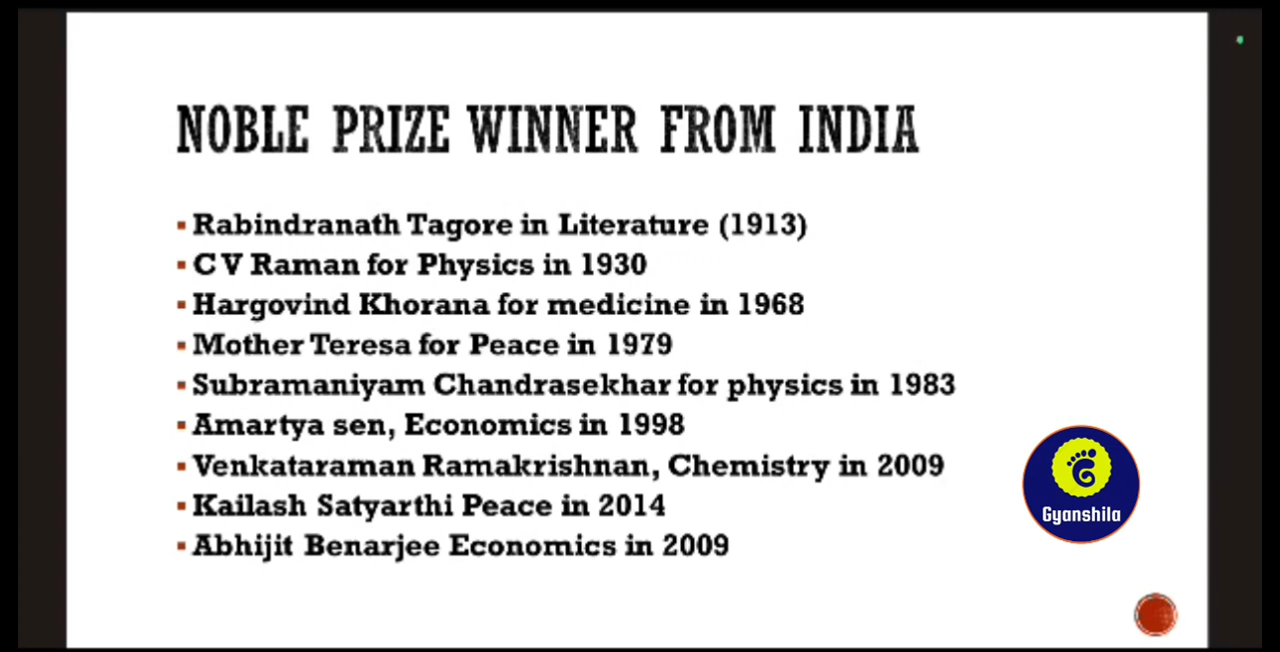 NOBLE PRIZE WINNER FROM INDIA
▪ Rabindranath Tagore in Literature (1913)
▪ C V Raman for Physics in 1930
▪ Hargovind Khorana for medicine in 1968
▪ Mother Teresa for Peace in 1979
▪ Subramaniyam Chandrasekhar for physics in 1983
▪ Amartya sen, Economics in 1998
▪ Venkataraman Ramakrishnan, Chemistry in 2009
▪ Kailash Satyarthi Peace in 2014
▪ Abhijit Benarjee Economics in 2009
Gyanshila